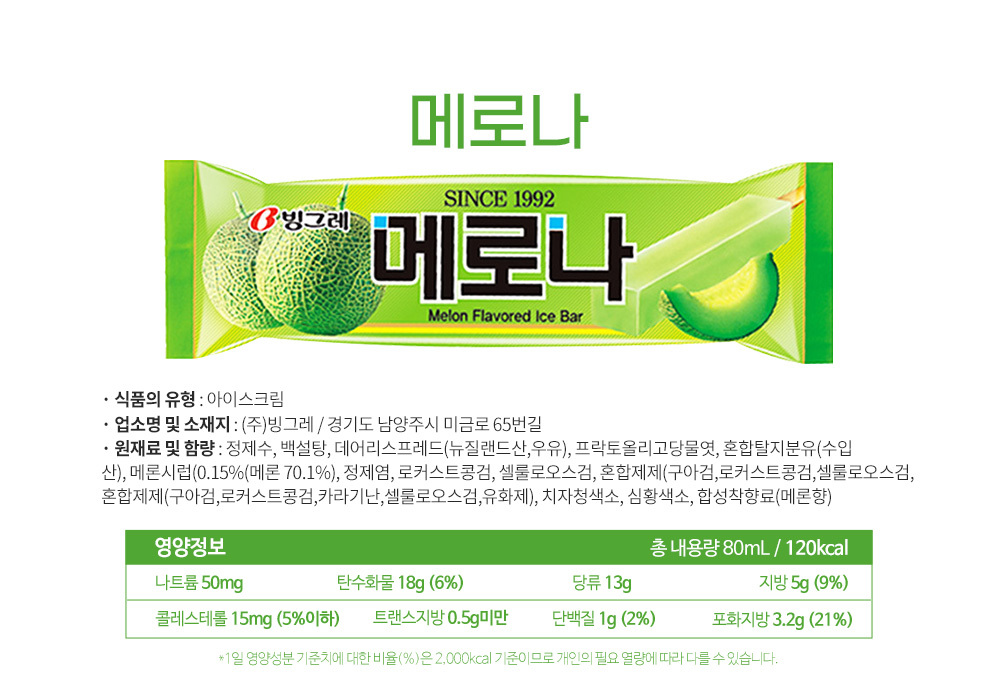 메로나
SINCE 1992
빙그레
메로나
Melon Flavored Ice Bar
· 식품의 유형 : 아이스크림
· 업소명 및 소재지 : (주)빙그레 / 경기도 남양주시 미금로 65번길
· 원재료 및 함량 : 정제수, 백설탕, 데어리스프레드(뉴질랜드산,우유), 프락토올리고당물엿, 혼합탈지분유(수입
산), 메론시럽(0.15%(메론 70.1%), 정제염, 로커스트콩검, 셀룰로오스검, 혼합제제(구아검,로커스트콩검,셀룰로오스검,
혼합제제(구아검,로커스트콩검,카라기난,셀룰로오스검,유화제), 치자청색소, 심황색소, 합성착향료(메론향)
영양정보 총 내용량 80mL / 120kcal
나트륨 50mg 탄수화물 18g (6%) 당류 13g 지방 5g (9%)
콜레스테롤 15mg (5%이하) 트랜스지방 0.5g미만 단백질 1g (2%) 포화지방 3.2g (21%)
*1일 영양성분 기준치에 대한 비율(%)은 2,000kcal 기준이므로 개인의 필요 열량에 따라 다를 수 있습니다.